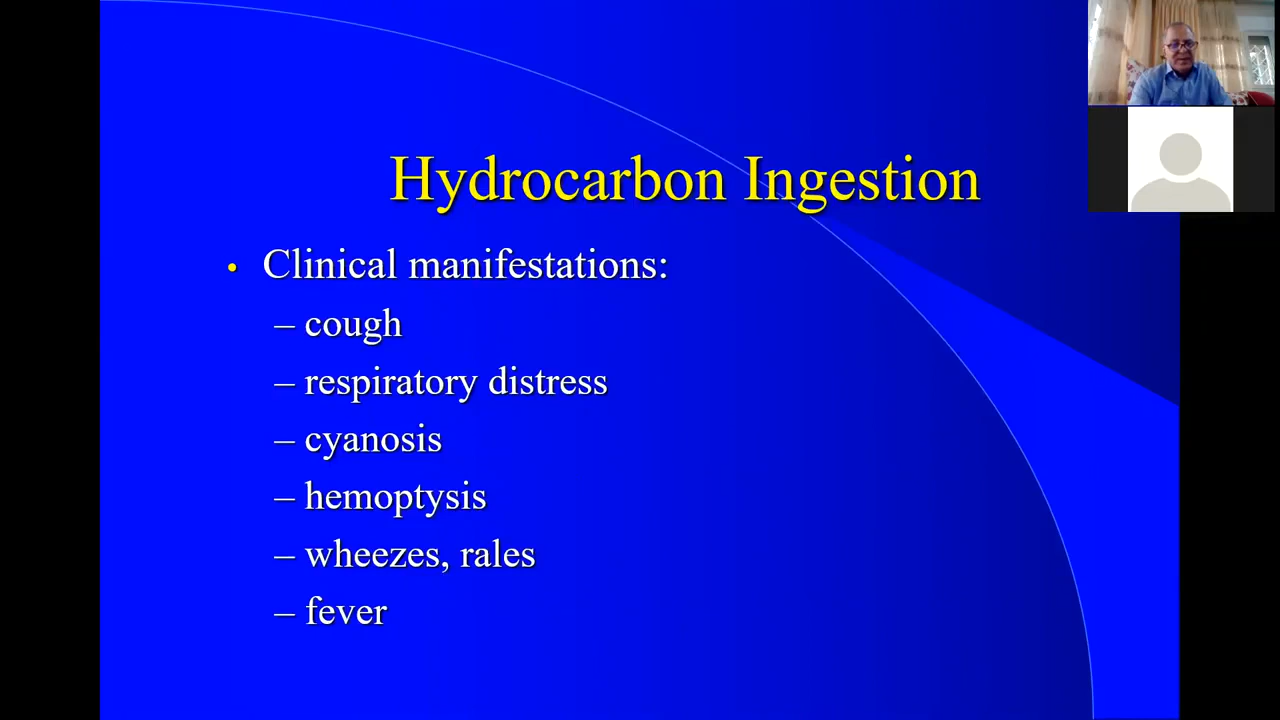 Hydrocarbon Ingestion
• Clinical manifestations:
– cough
– respiratory distress
– cyanosis
– hemoptysis
– wheezes, rales
– fever